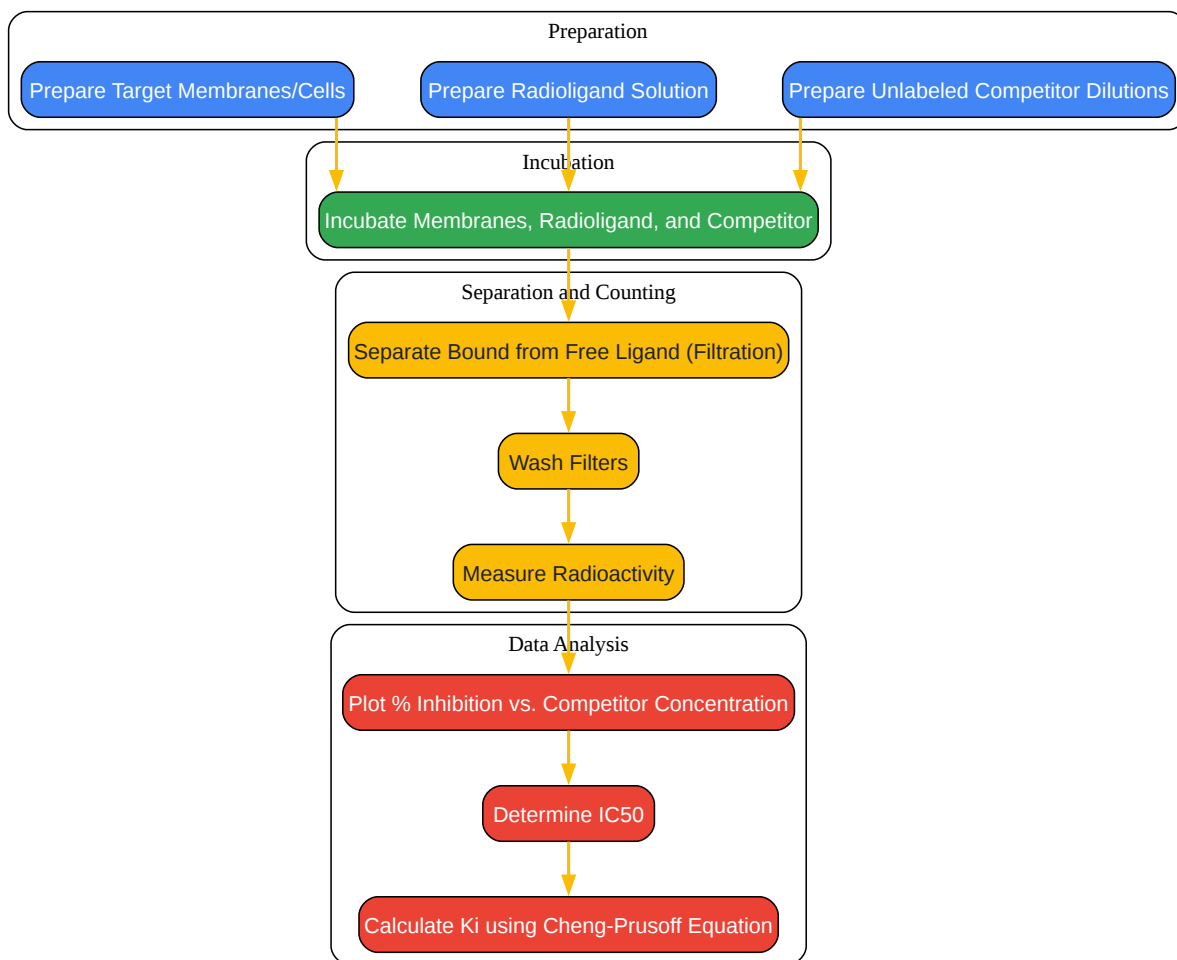 Preparation
Prepare Target Membranes/Cells
Prepare Radioligand Solution
Prepare Unlabeled Competitor Dilutions
Incubation
Incubate Membranes, Radioligand, and Competitor
Separation and Counting
Separate Bound from Free Ligand (Filtration)
Wash Filters
Measure Radioactivity
Data Analysis
Plot % Inhibition vs. Competitor Concentration
Determine IC50
Calculate Ki using Cheng-Prusoff Equation